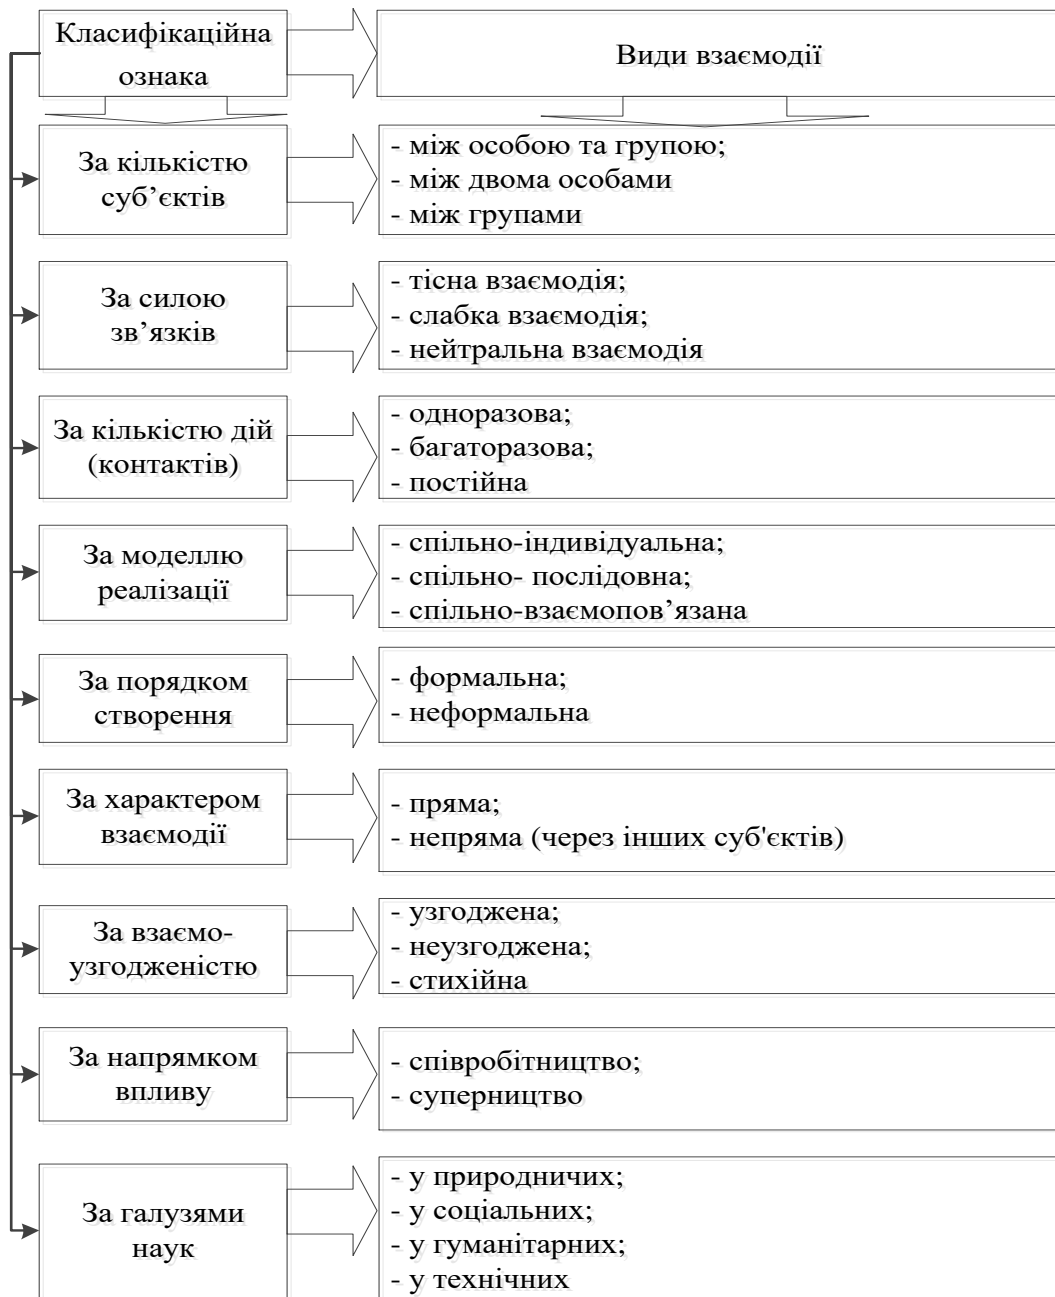 Класифікаційна
ознака
Види взаємодії
За кількістю
суб’єктів
- між особою та групою;
- між двома особами
- між групами
За силою
зв’язків
- тісна взаємодія;
- слабка взаємодія;
- нейтральна взаємодія
За кількістю дій
(контактів)
- одноразова;
- багаторазова;
- постійна
За моделлю
реалізації
- спільно-індивідуальна;
- спільно- послідовна;
- спільно-взаємопов’язана
За порядком
створення
- формальна;
- неформальна
За характером
взаємодії
- пряма;
- непряма (через інших суб'єктів)
За взаємо-
узгодженістю
- узгоджена;
- неузгоджена;
- стихійна
За напрямком
впливу
- співробітництво;
- суперництво
За галузями
наук
- у природничих;
- у соціальних;
- у гуманітарних;
- у технічних